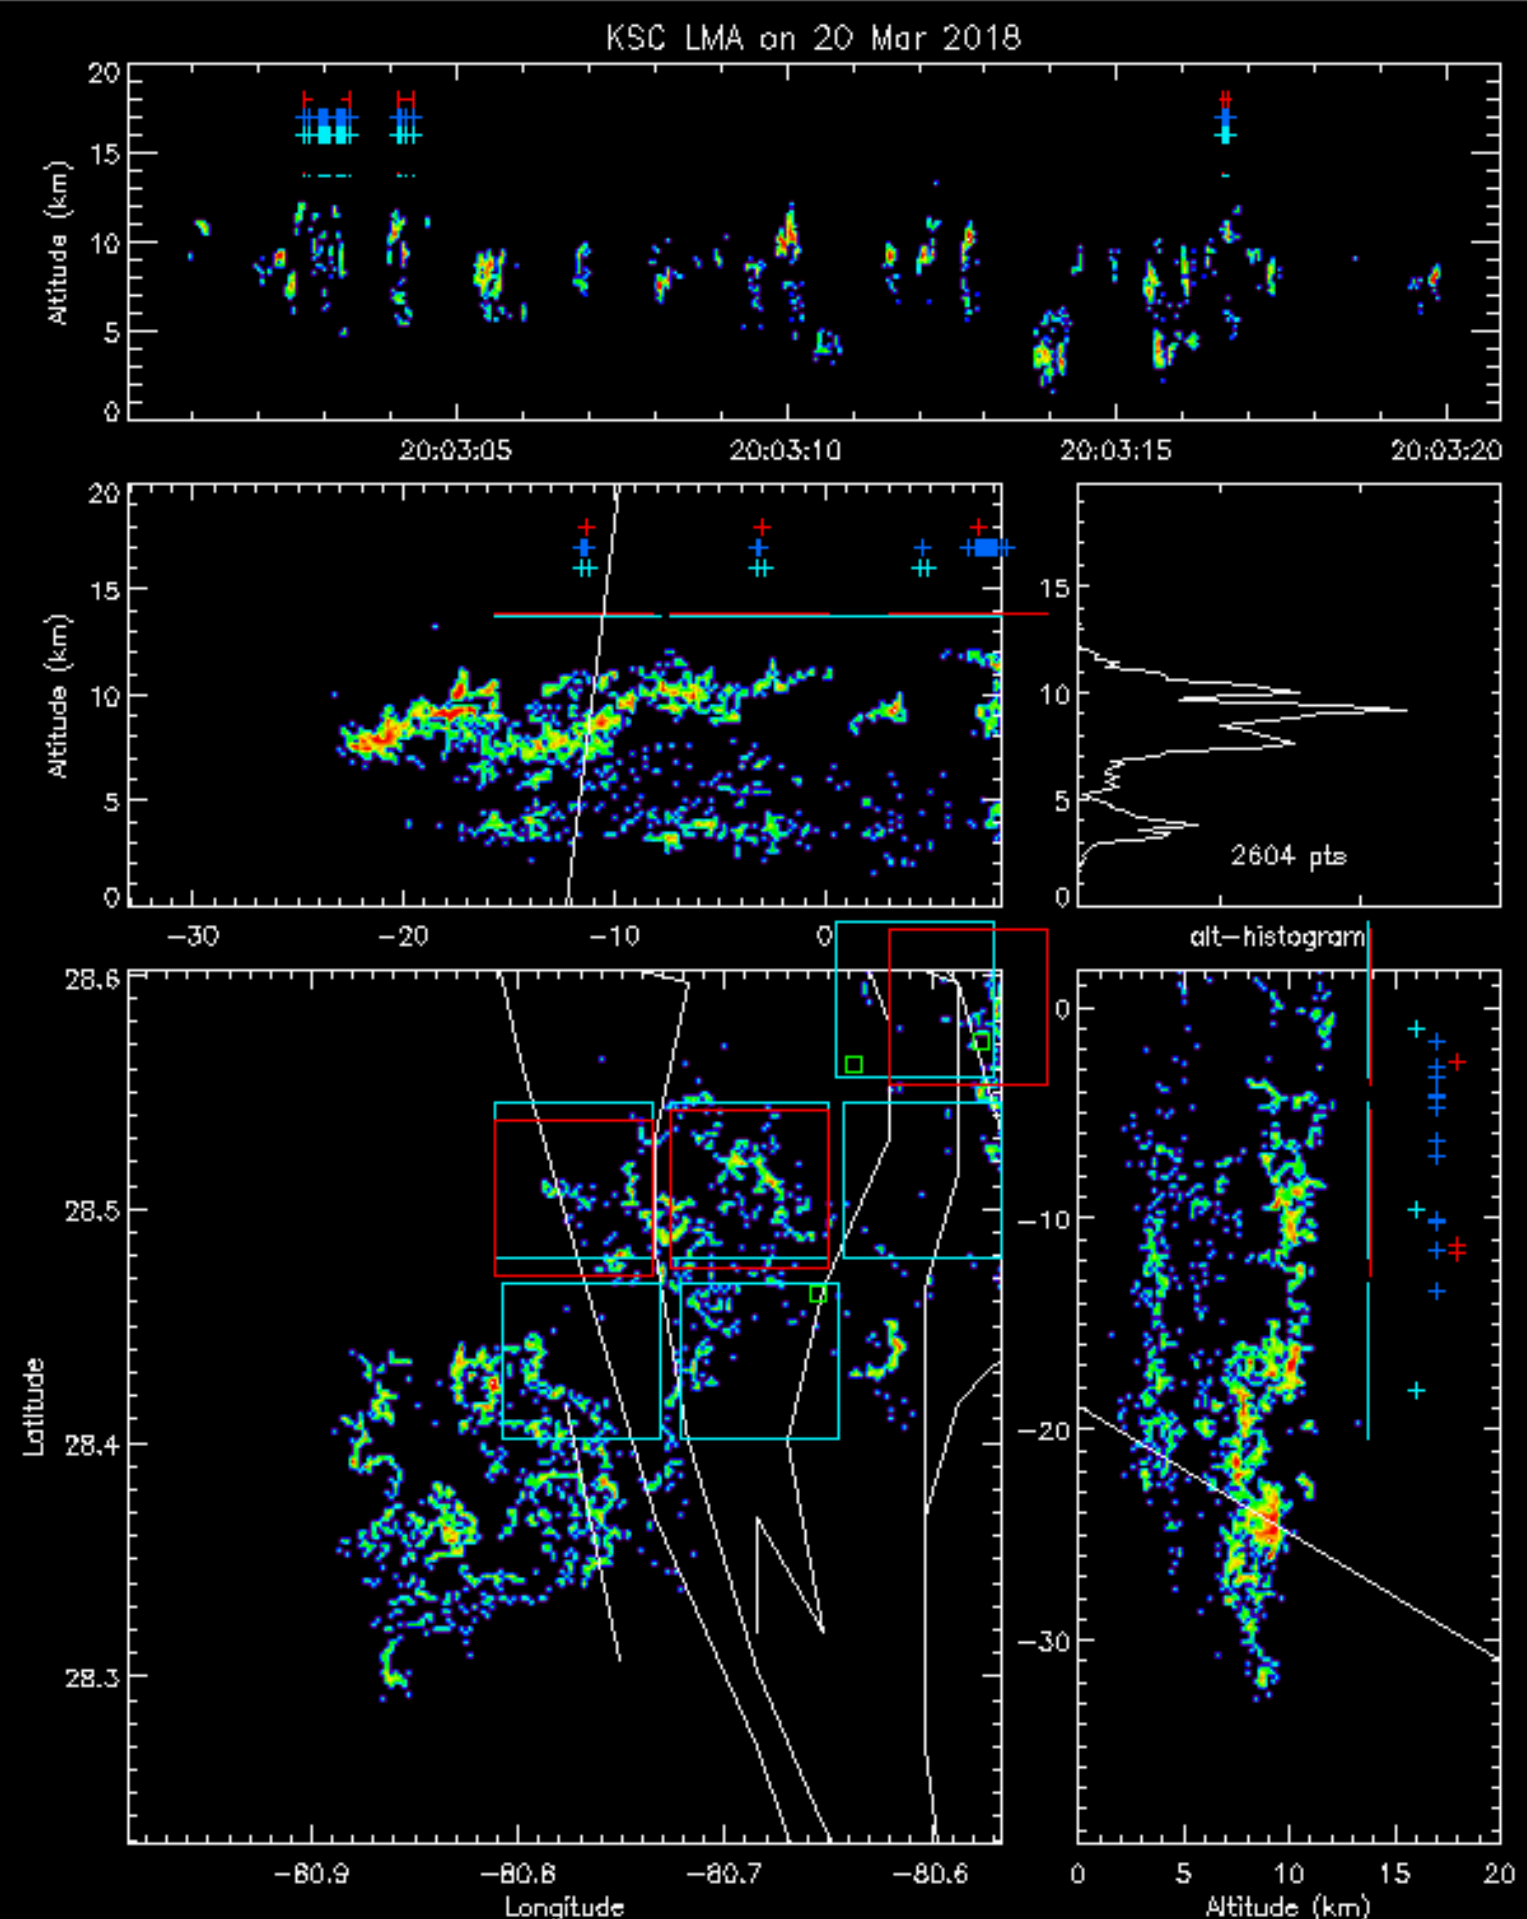 KSC LMA on 20 Mar 2018
20
15
10
5
0
Altitude (km)
20:03:05 20:03:10 20:03:15 20:03:20
20
15
10
5
0
Altitude (km)
-30 -20 -10 0
15
10
5
0
2604 pts
alt-histogram
28.6
28.5
28.4
28.3
Latitude
-80.9 -80.8 -80.7 -80.6
Longitude
0
-10
-20
-30
0 5 10 15 20
Altitude (km)